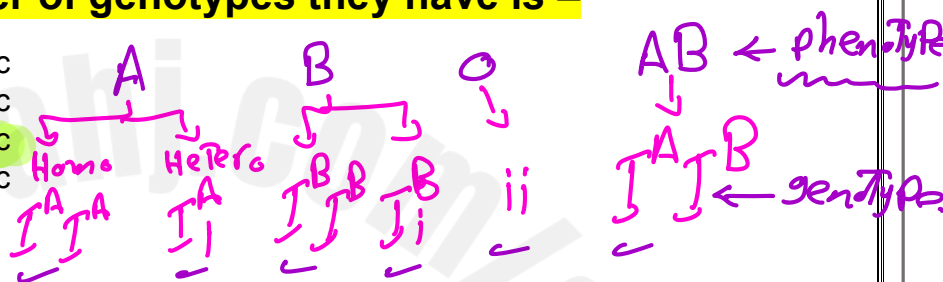 er of genotypes they have is =
A B O AB ← phenotype
c
c
c Homo Hetero
c
I^A I^A I^A i I^B I^B I^B i ii I^A I^B ← genotype